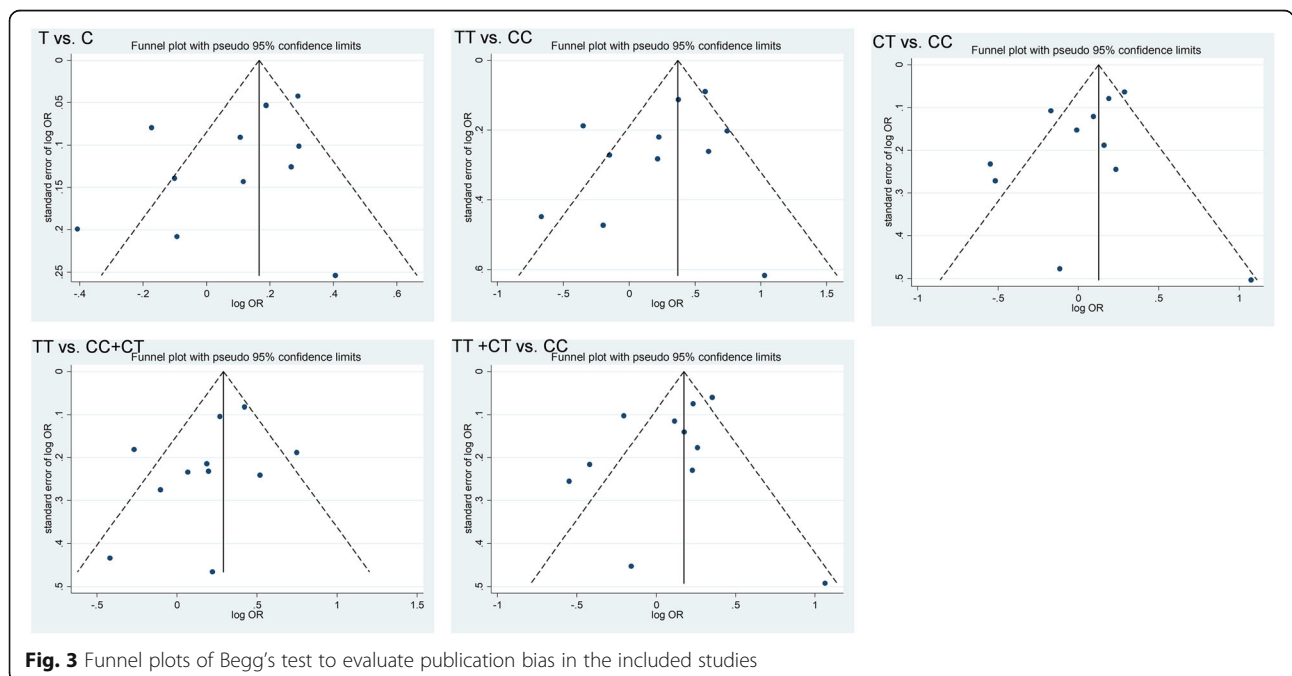 T vs. C
Funnel plot with pseudo 95% confidence limits
standard error of log OR
0
.05
.1
.15
.2
.25
-.4
-.2
0
.2
.4
.6
log OR
TT vs. CC
Funnel plot with pseudo 95% confidence limits
standard error of log OR
0
.2
.4
.6
-1
-.5
0
.5
1
1.5
log OR
CT vs. CC
Funnel plot with pseudo 95% confidence limits
standard error of log OR
0
.1
.2
.3
.4
.5
-1
-.5
0
.5
1
log OR
TT vs. CC+CT
Funnel plot with pseudo 95% confidence limits
standard error of log OR
0
.1
.2
.3
.4
.5
-.5
0
.5
1
1.5
log OR
TT +CT vs. CC
Funnel plot with pseudo 95% confidence limits
standard error of log OR
0
.1
.2
.3
.4
.5
-1
-.5
0
.5
1
log OR
Fig. 3 Funnel plots of Begg's test to evaluate publication bias in the included studies